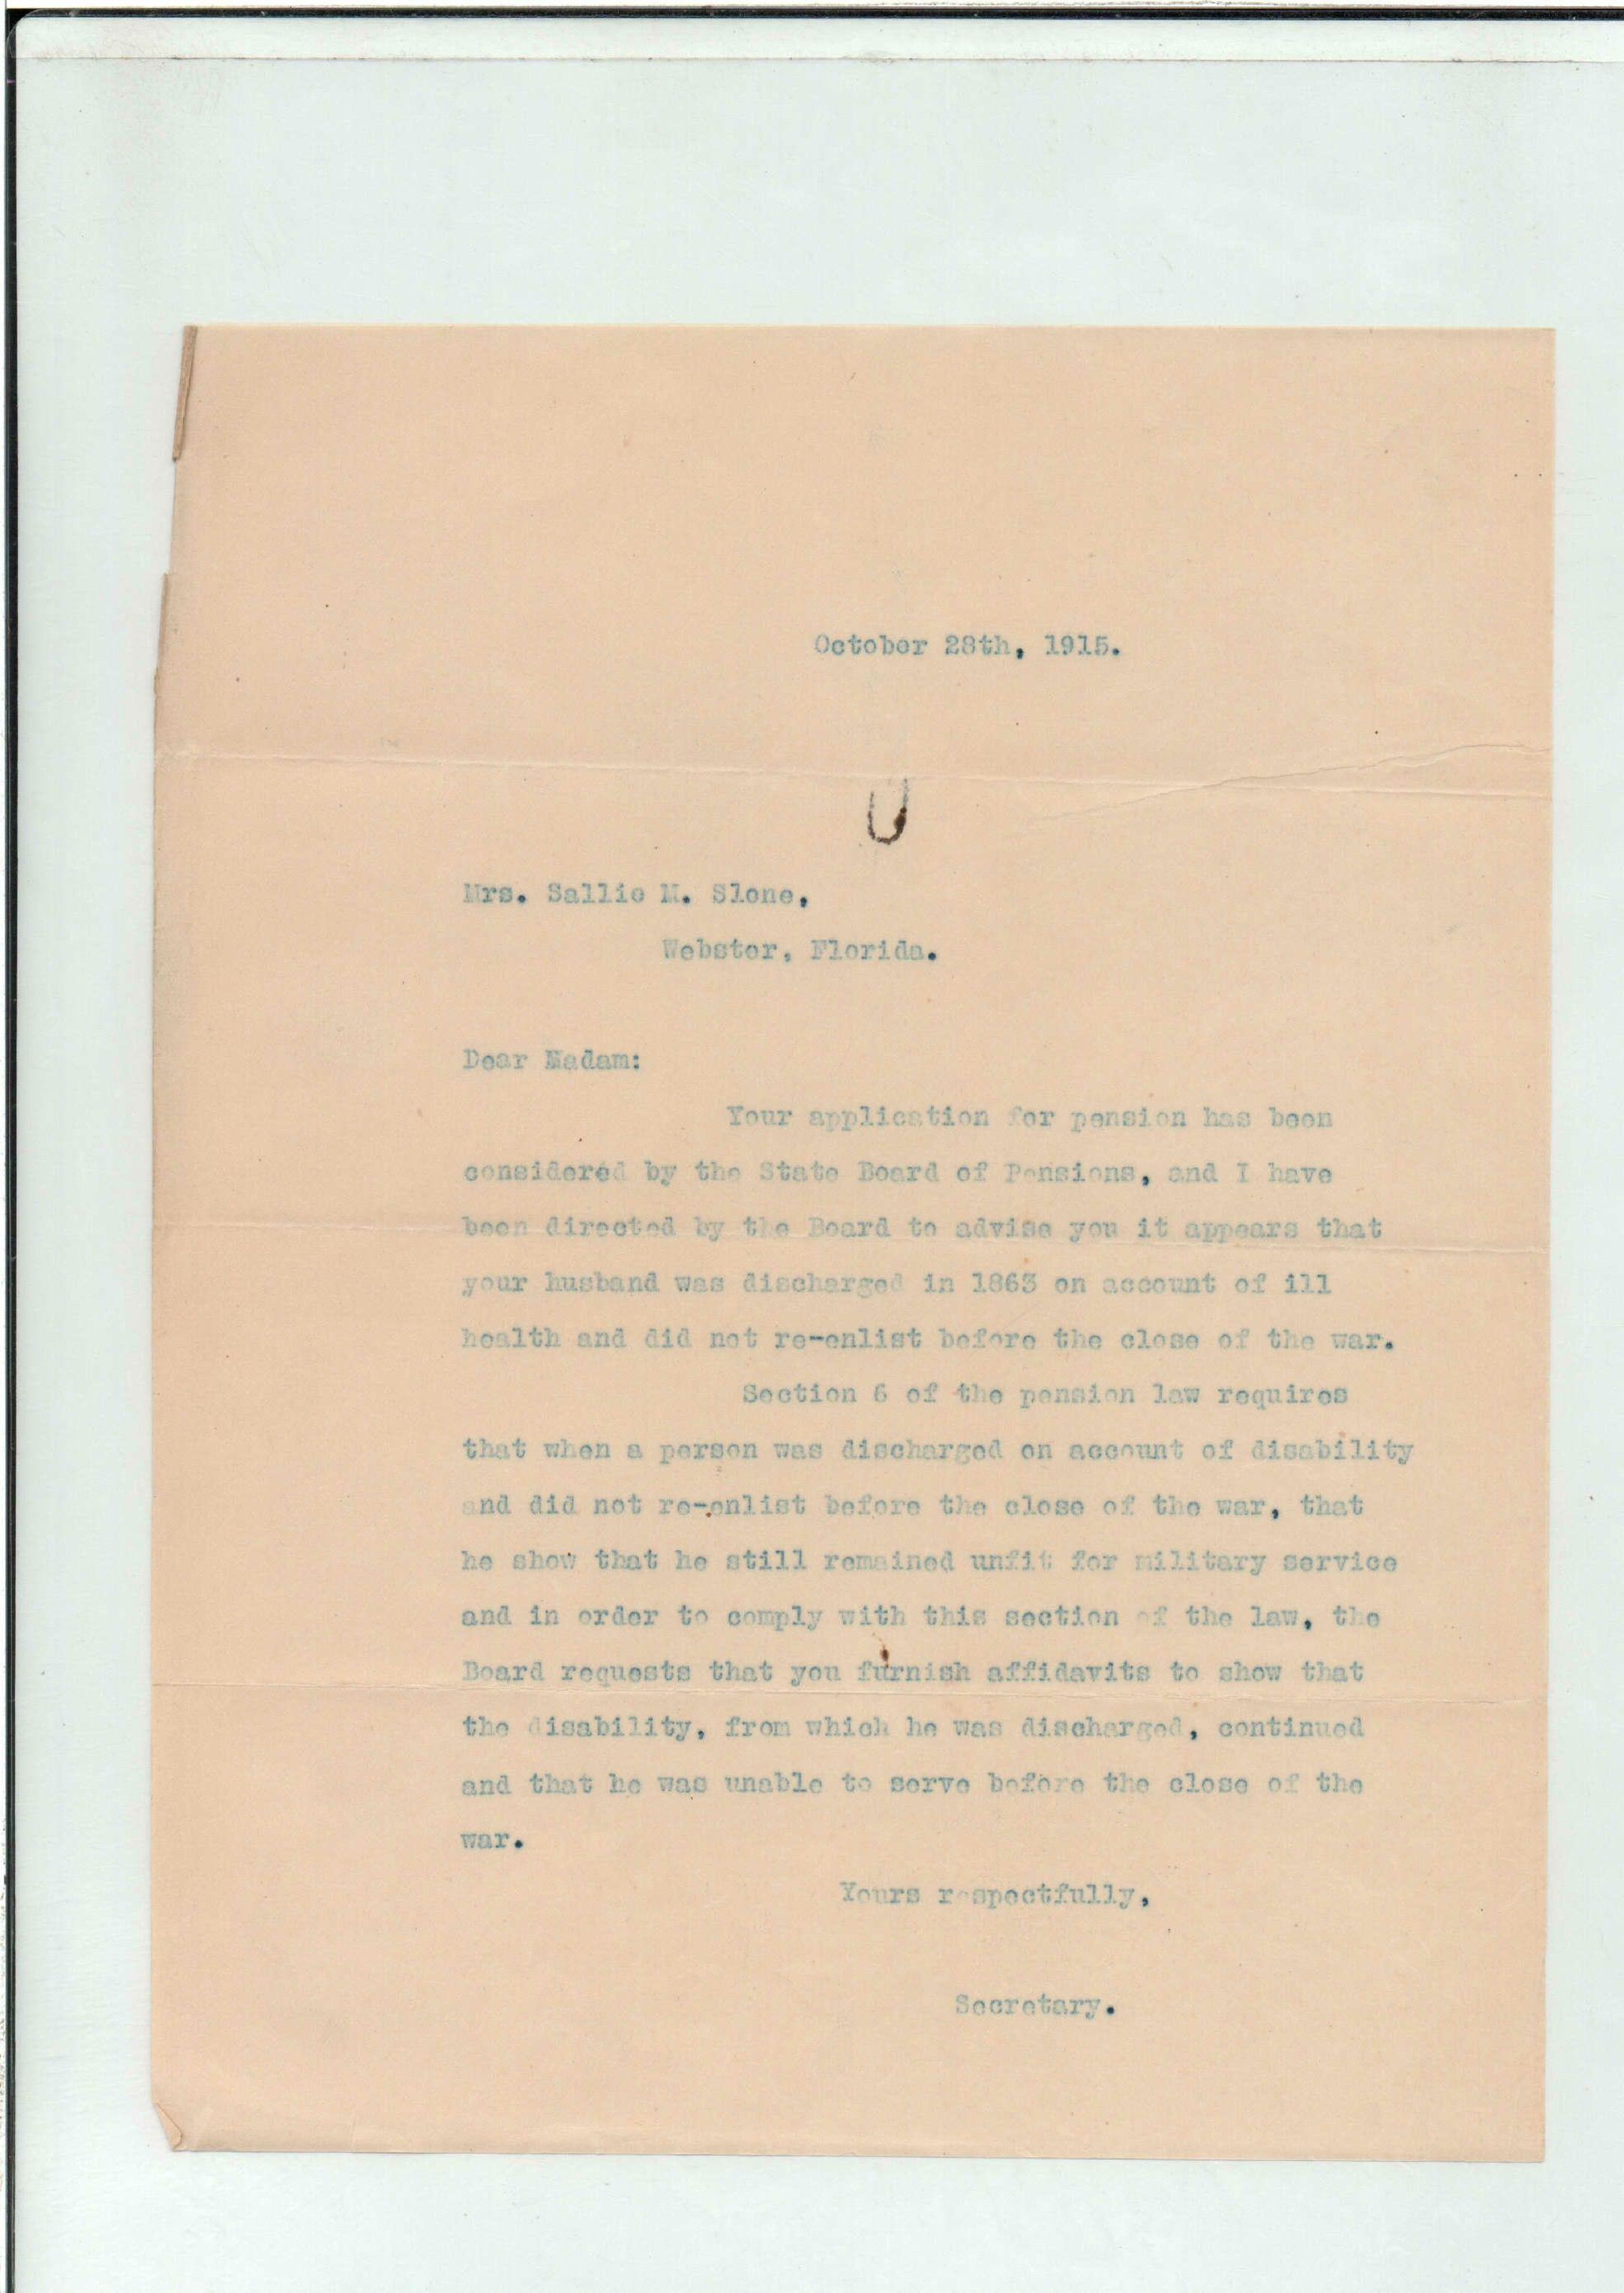 October 28th, 1915.
Mrs. Sallie M. Slone,
Webster, Florida.
Dear Madam:
Your application for pension has been
considered by the State Board of Pensions, and I have
been directed by the Board to advise you it appears that
your husband was discharged in 1863 on account of ill
health and did not re-enlist before the close of the war.
Section 6 of the pension law requires
that when a person was discharged on account of disability
and did not re-enlist before the close of the war, that
he show that he still remained unfit for military service
and in order to comply with this section of the law, the
Board requests that you furnish affidavits to show that
the disability, from which he was discharged, continued
and that he was unable to serve before the close of the
war.
Yours respectfully,
Secretary.